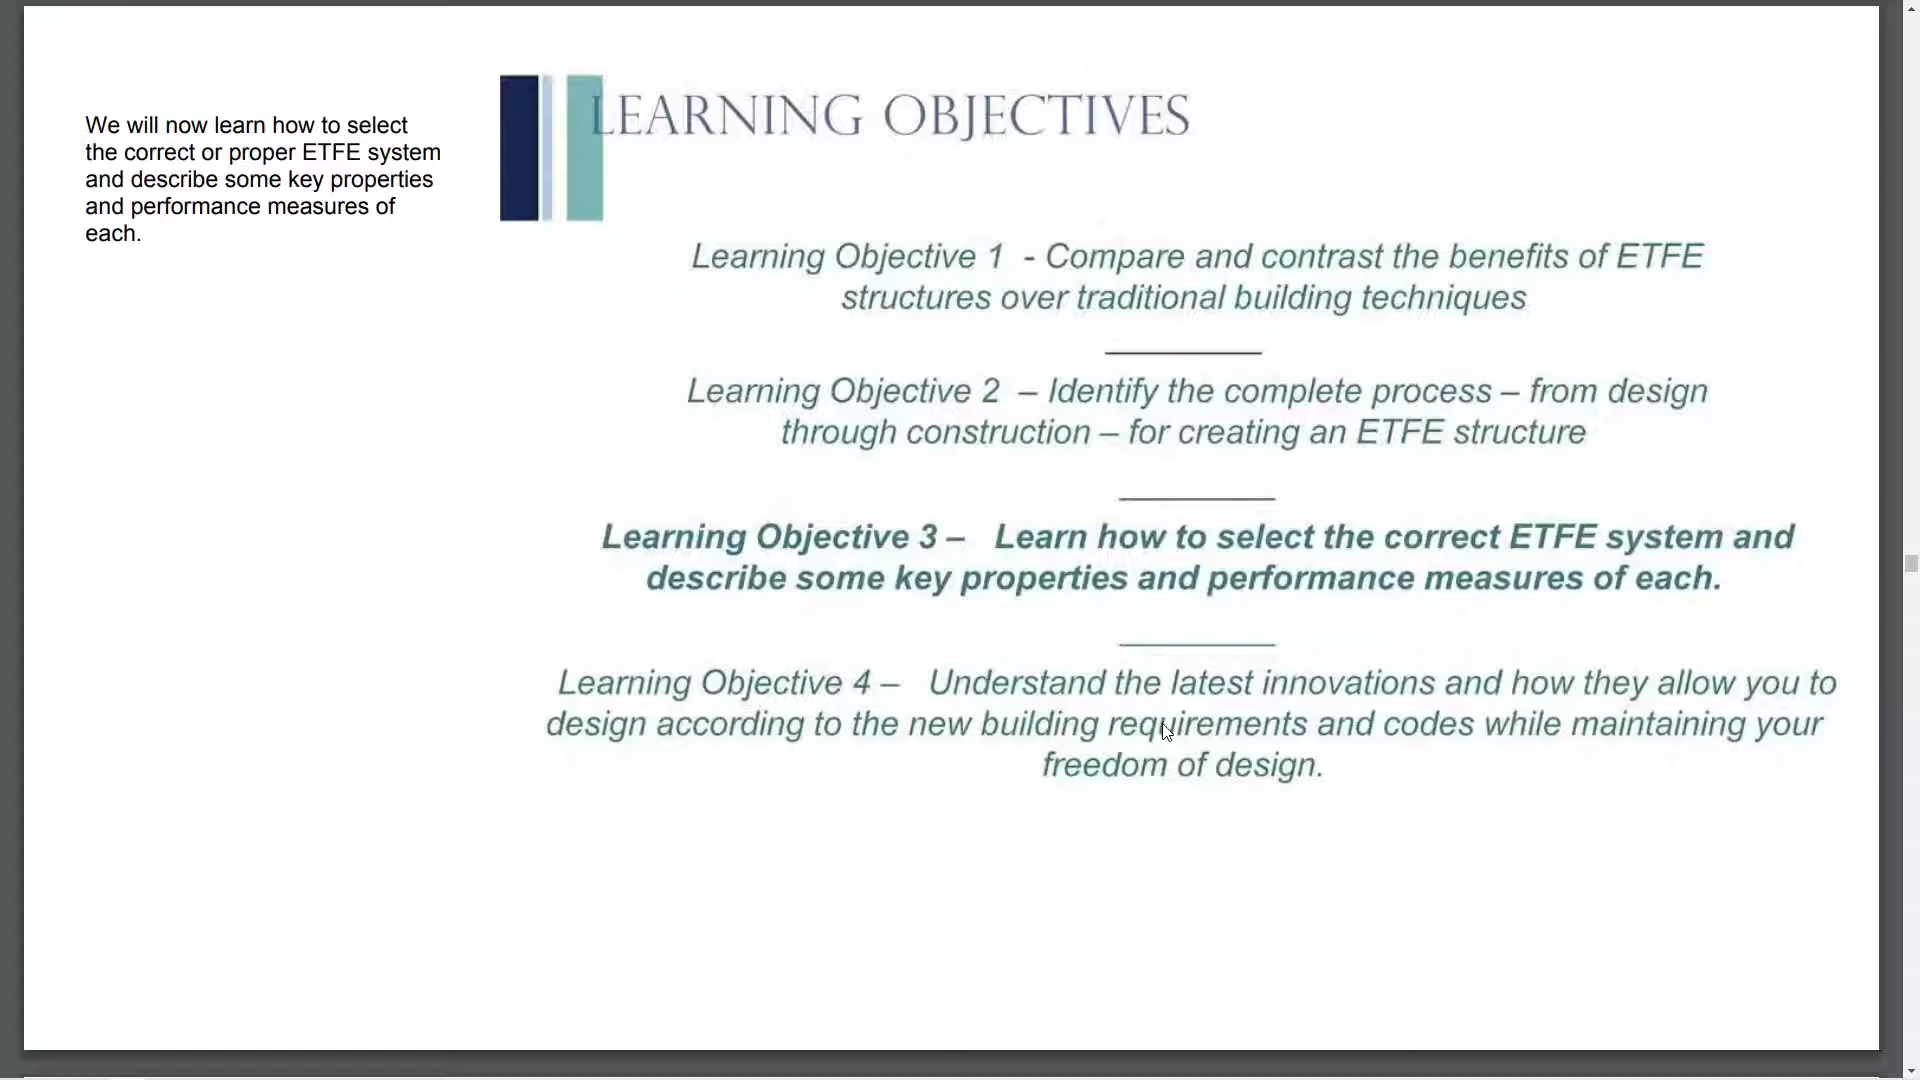 We will now learn how to select
the correct or proper ETFE system
and describe some key properties
and performance measures of
each.
LEARNING OBJECTIVES
Learning Objective 1 - Compare and contrast the benefits of ETFE
structures over traditional building techniques
Learning Objective 2 – Identify the complete process – from design
through construction – for creating an ETFE structure
Learning Objective 3 – Learn how to select the correct ETFE system and
describe some key properties and performance measures of each.
Learning Objective 4 – Understand the latest innovations and how they allow you to
design according to the new building requirements and codes while maintaining your
freedom of design.